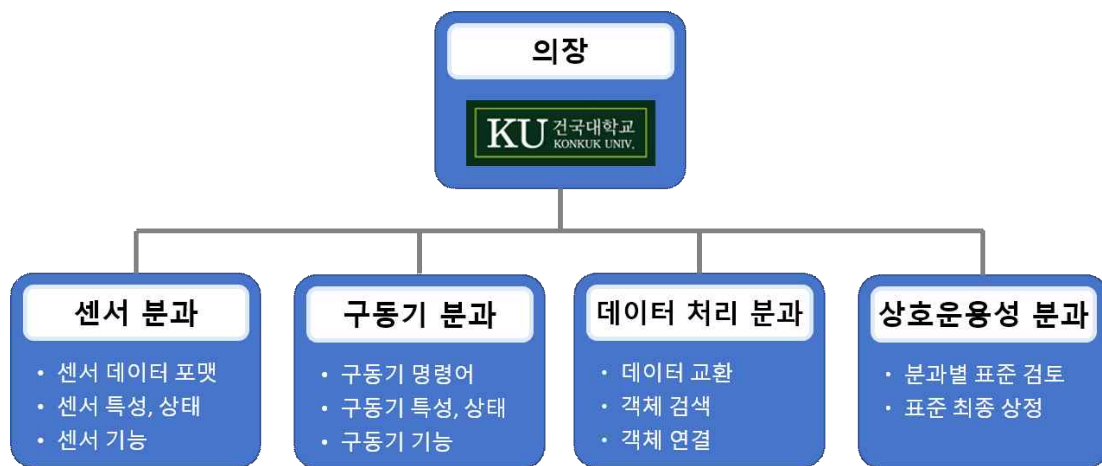 의장
KU 건국대학교
KONKUK UNIV.
센서 분과
• 센서 데이터 포맷
• 센서 특성, 상태
• 센서 기능
구동기 분과
• 구동기 명령어
• 구동기 특성, 상태
• 구동기 기능
데이터 처리 분과
• 데이터 교환
• 객체 검색
• 객체 연결
상호운용성 분과
• 분과별 표준 검토
• 표준 최종 상정